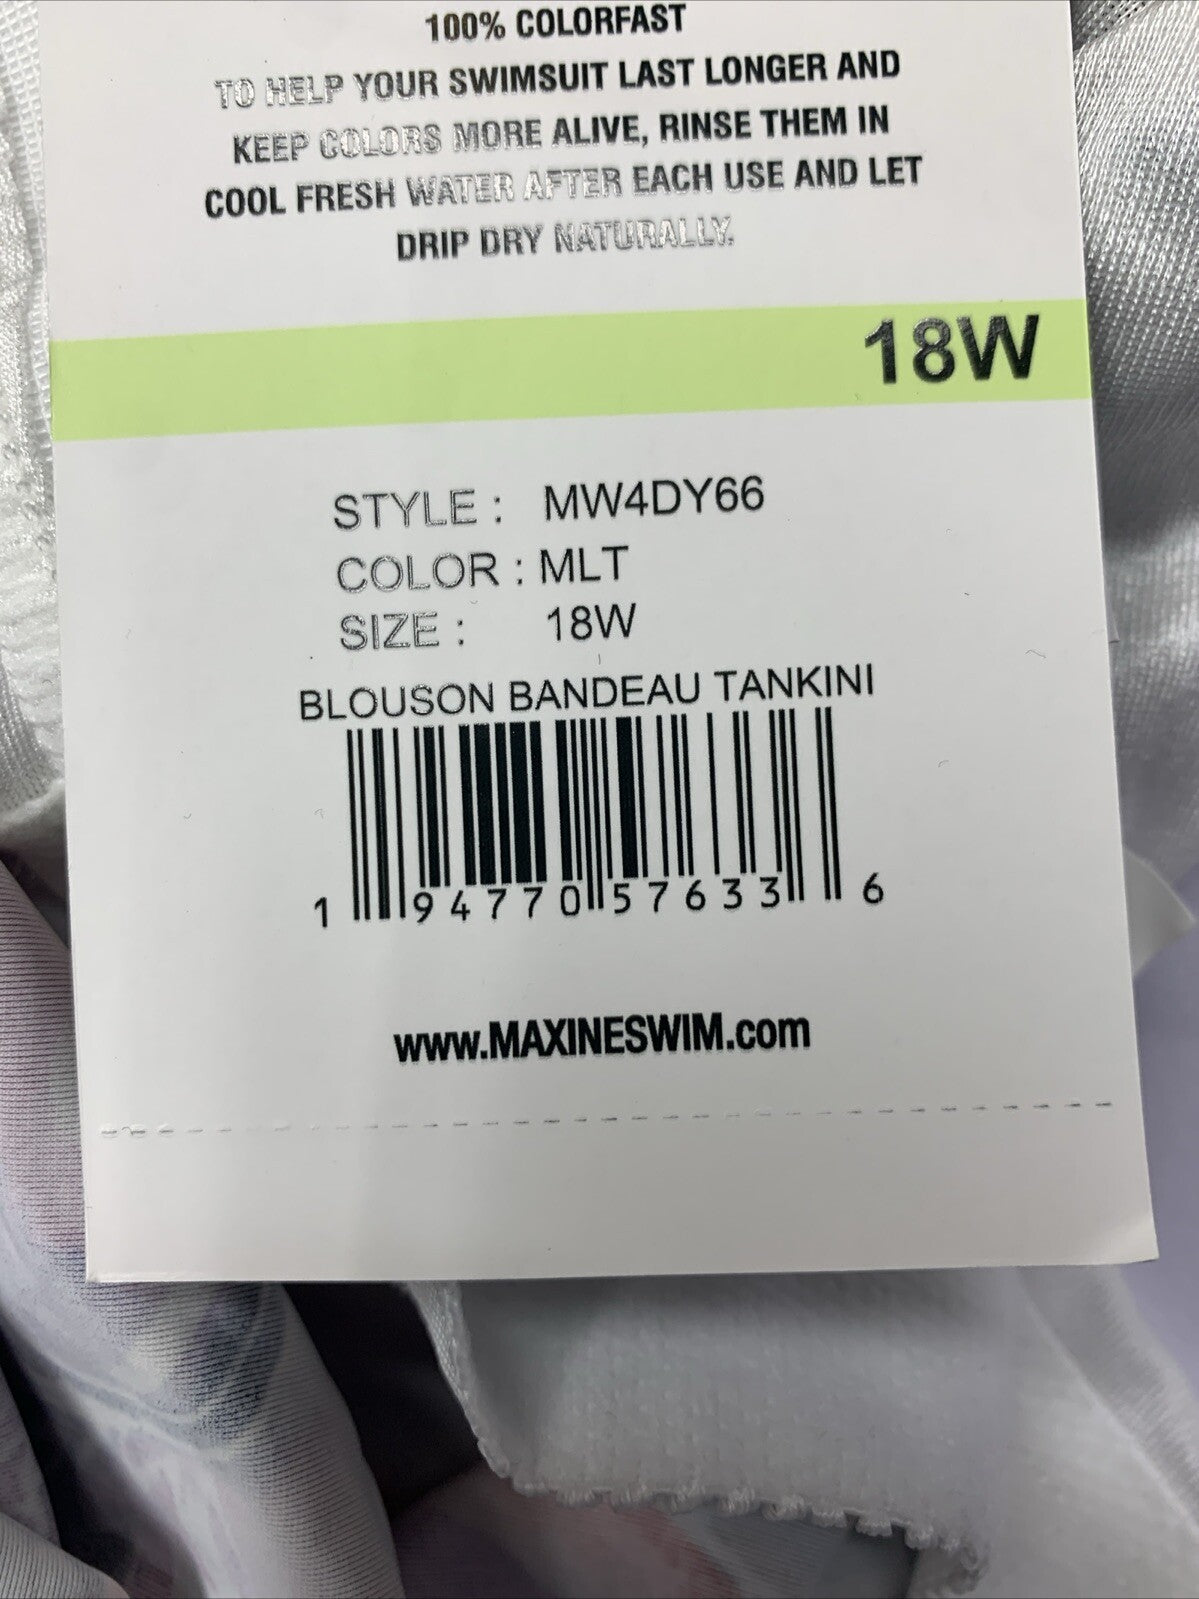 100% COLORFAST
TO HELP YOUR SWIMSUIT LAST LONGER AND
KEEP COLORS MORE ALIVE, RINSE THEM IN
COOL FRESH WATER AFTER EACH USE AND LET
DRIP DRY NATURALLY.
18W
STYLE : MW4DY66
COLOR : MLT
SIZE : 18W
BLOUSON BANDEAU TANKINI
1 94770 57633 6
www.MAXINESWIM.com